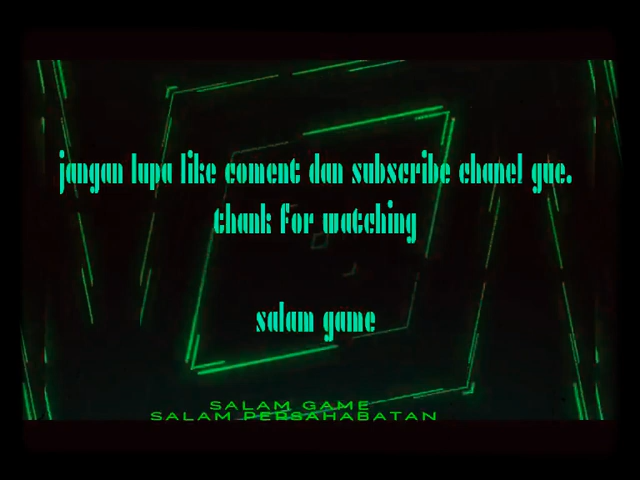 jangan lupa like coment dan subscribe chanel gue.
thank for watching
salam game
SALAM GAME
SALAM PERSAHABATAN